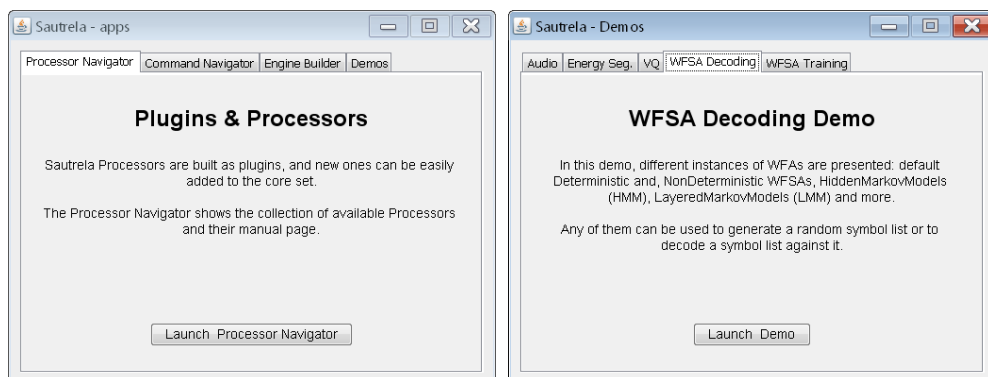 Sautrela - apps
Processor Navigator Command Navigator Engine Builder Demos
Plugins & Processors
Sautrela Processors are built as plugins, and new ones can be easily
added to the core set.
The Processor Navigator shows the collection of available Processors
and their manual page.
Launch Processor Navigator
Sautrela - Demos
Audio Energy Seg. VQ WFSA Decoding WFSA Training
WFSA Decoding Demo
In this demo, different instances of WFAs are presented: default
Deterministic and, NonDeterministic WFSAs, HiddenMarkovModels
(HMM), LayeredMarkovModels (LMM) and more.
Any of them can be used to generate a random symbol list or to
decode a symbol list against it.
Launch Demo